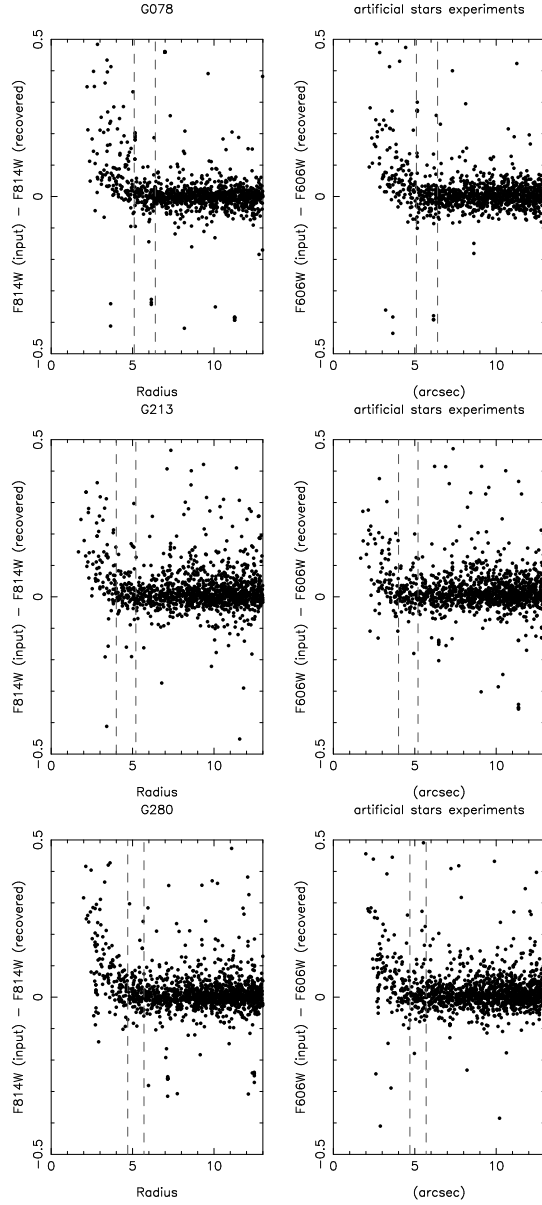 G078 artificial stars experiments
F814W (input) − F814W (recovered)
−0.5 0 0.5
0 5 10
Radius
F606W (input) − F606W (recovered)
−0.5 0 0.5
0 5 10
(arcsec)
G213 artificial stars experiments
F814W (input) − F814W (recovered)
−0.5 0 0.5
0 5 10
Radius
F606W (input) − F606W (recovered)
−0.5 0 0.5
0 5 10
(arcsec)
G280 artificial stars experiments
F814W (input) − F814W (recovered)
−0.5 0 0.5
0 5 10
Radius
F606W (input) − F606W (recovered)
−0.5 0 0.5
0 5 10
(arcsec)